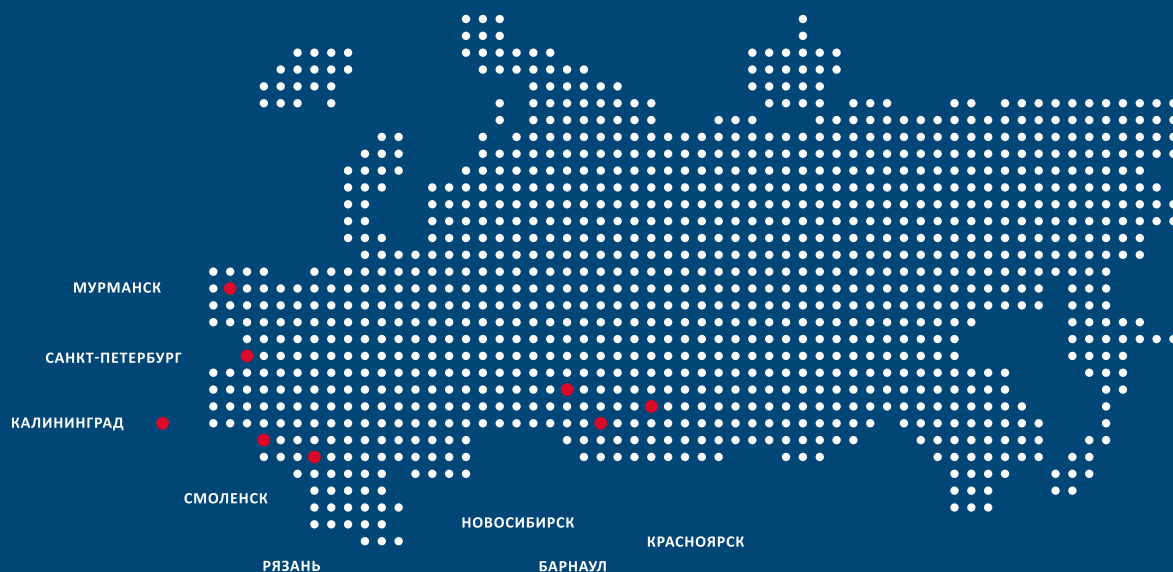 МУРМАНСК
САНКТ-ПЕТЕРБУРГ
КАЛИНИНГРАД
СМОЛЕНСК
НОВОСИБИРСК
КРАСНОЯРСК
РЯЗАНЬ
БАРНАУЛ